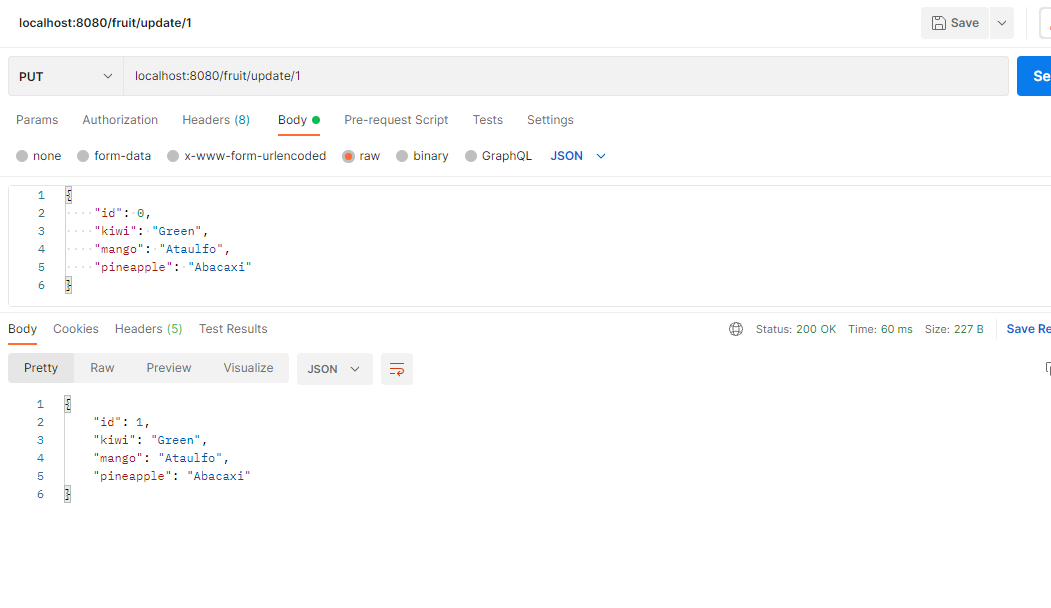 localhost:8080/fruit/update/1
Save
PUT localhost:8080/fruit/update/1 Se
Params Authorization Headers (8) Body Pre-request Script Tests Settings
none form-data x-www-form-urlencoded raw binary GraphQL JSON
1 {
2 "id": 0,
3 "kiwi": "Green",
4 "mango": "Ataulfo",
5 "pineapple": "Abacaxi"
6 }
Body Cookies Headers (5) Test Results Status: 200 OK Time: 60 ms Size: 227 B Save Re
Pretty Raw Preview Visualize JSON
1 {
2 "id": 1,
3 "kiwi": "Green",
4 "mango": "Ataulfo",
5 "pineapple": "Abacaxi"
6 }